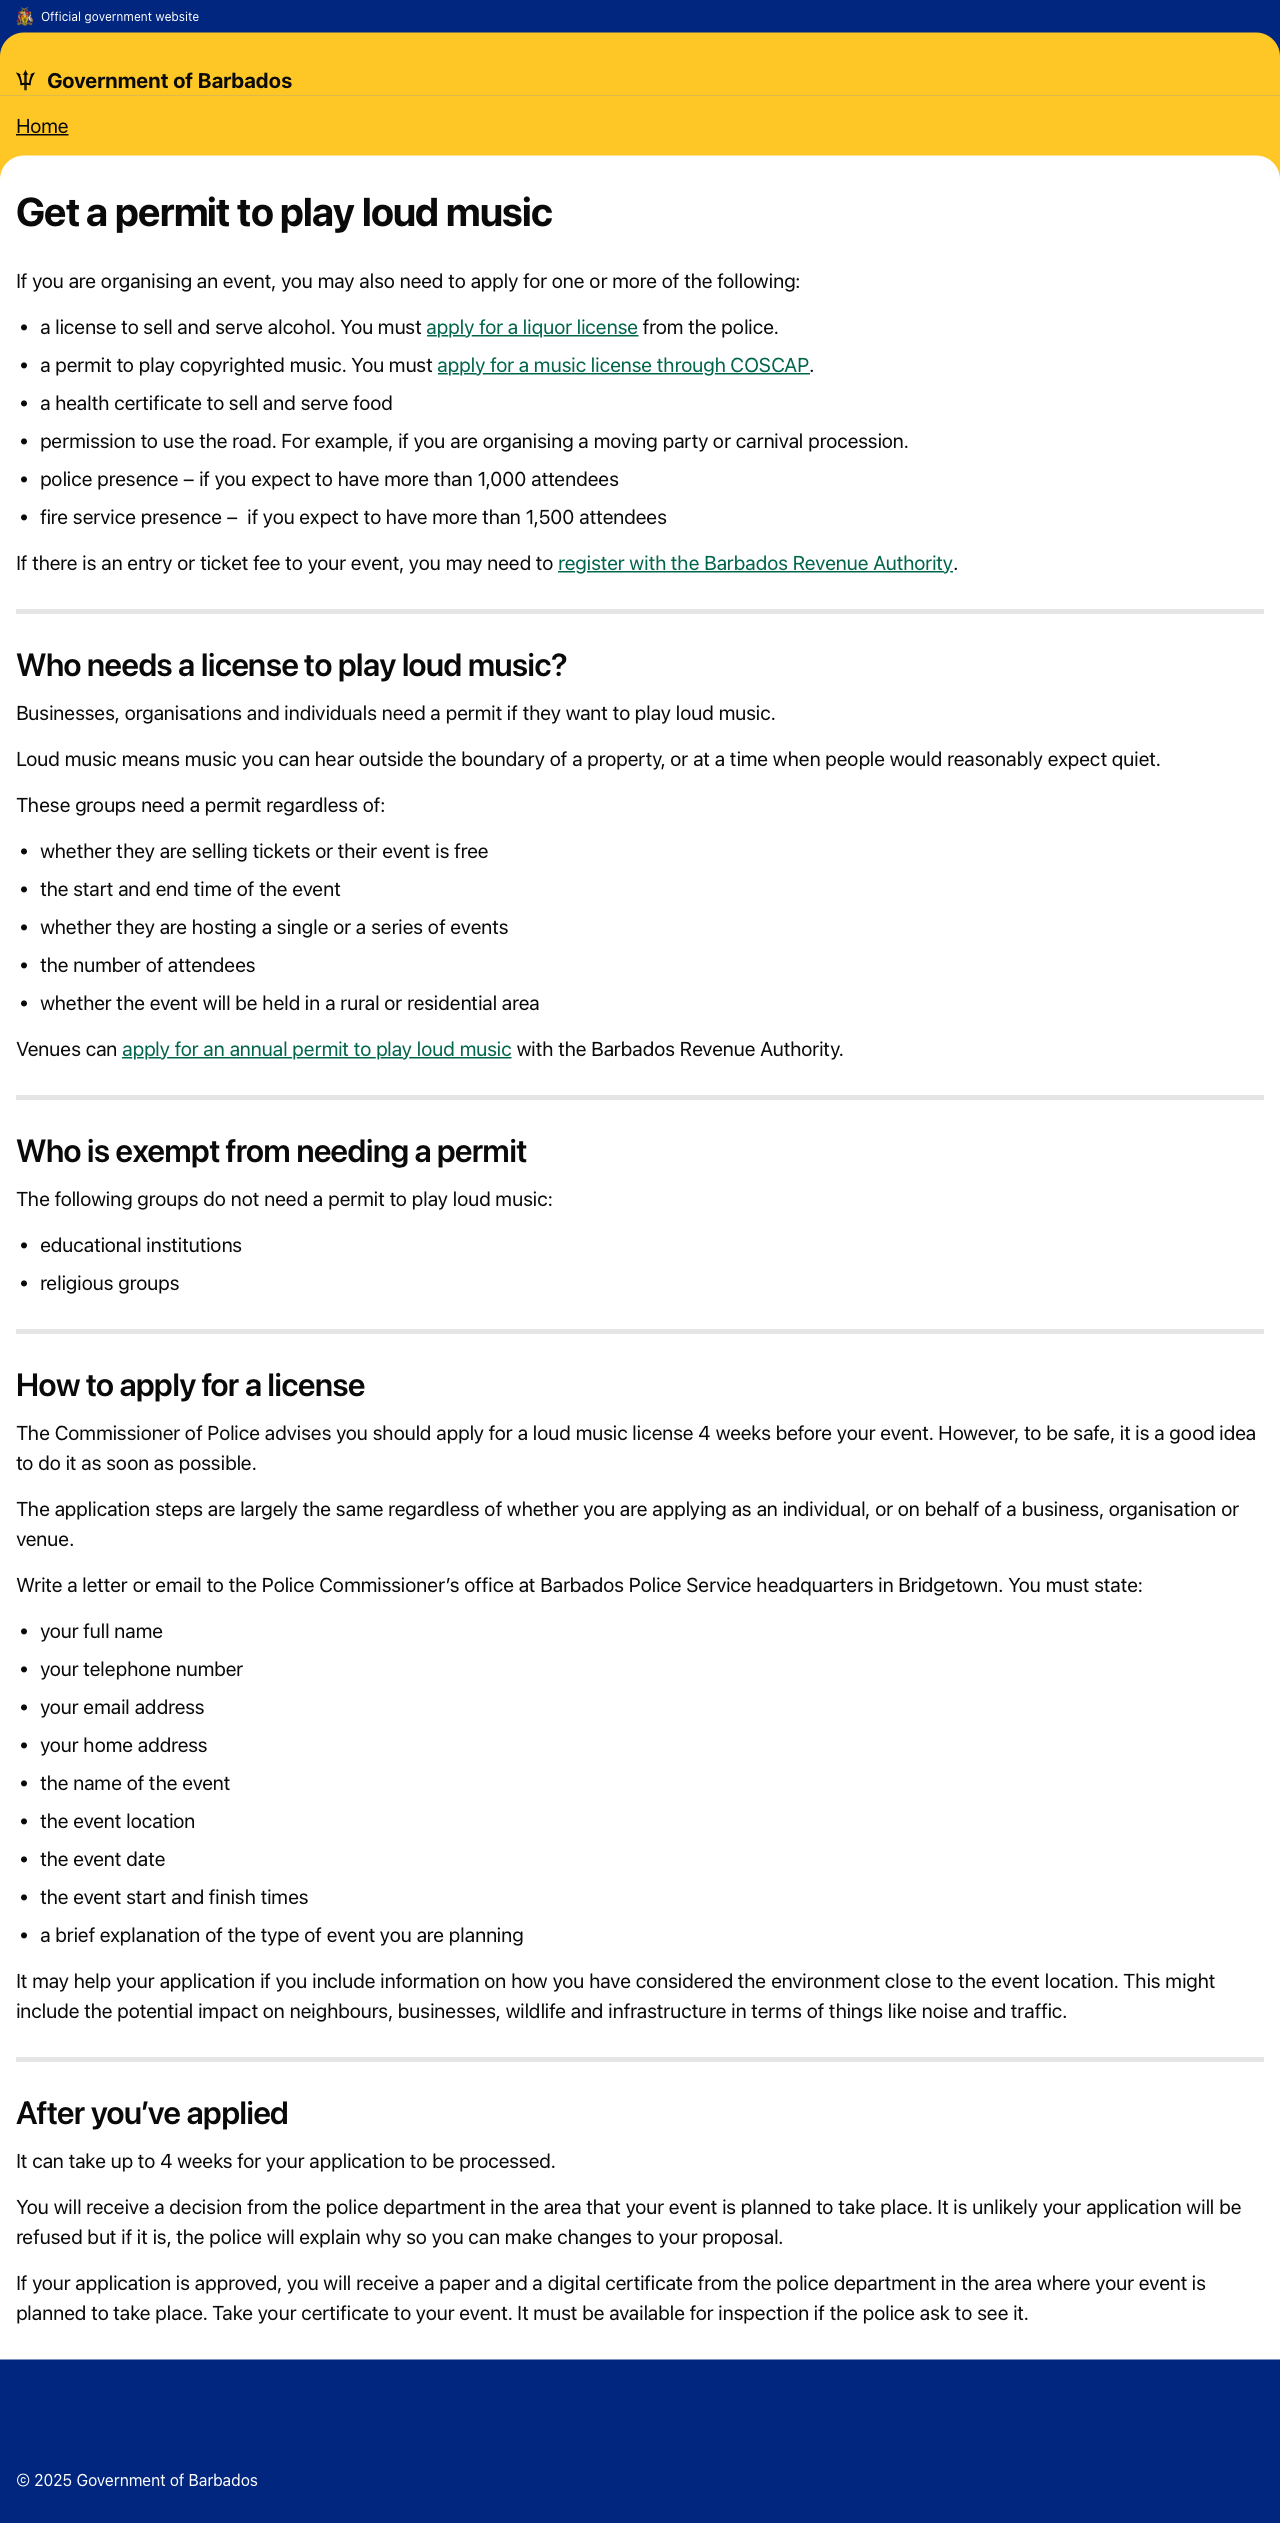 Official government website
Government of Barbados
Home
Get a permit to play loud music
If you are organising an event, you may also need to apply for one or more of the following:
• a license to sell and serve alcohol. You must apply for a liquor license from the police.
• a permit to play copyrighted music. You must apply for a music license through COSCAP.
• a health certificate to sell and serve food
• permission to use the road. For example, if you are organising a moving party or carnival procession.
• police presence – if you expect to have more than 1,000 attendees
• fire service presence –  if you expect to have more than 1,500 attendees
If there is an entry or ticket fee to your event, you may need to register with the Barbados Revenue Authority.
Who needs a license to play loud music?
Businesses, organisations and individuals need a permit if they want to play loud music.
Loud music means music you can hear outside the boundary of a property, or at a time when people would reasonably expect quiet.
These groups need a permit regardless of:
• whether they are selling tickets or their event is free
• the start and end time of the event
• whether they are hosting a single or a series of events
• the number of attendees
• whether the event will be held in a rural or residential area
Venues can apply for an annual permit to play loud music with the Barbados Revenue Authority.
Who is exempt from needing a permit
The following groups do not need a permit to play loud music:
• educational institutions
• religious groups
How to apply for a license
The Commissioner of Police advises you should apply for a loud music license 4 weeks before your event. However, to be safe, it is a good idea
to do it as soon as possible.
The application steps are largely the same regardless of whether you are applying as an individual, or on behalf of a business, organisation or
venue.
Write a letter or email to the Police Commissioner’s office at Barbados Police Service headquarters in Bridgetown. You must state:
• your full name
• your telephone number
• your email address
• your home address
• the name of the event
• the event location
• the event date
• the event start and finish times
• a brief explanation of the type of event you are planning
It may help your application if you include information on how you have considered the environment close to the event location. This might
include the potential impact on neighbours, businesses, wildlife and infrastructure in terms of things like noise and traffic.
After you’ve applied
It can take up to 4 weeks for your application to be processed.
You will receive a decision from the police department in the area that your event is planned to take place. It is unlikely your application will be
refused but if it is, the police will explain why so you can make changes to your proposal.
If your application is approved, you will receive a paper and a digital certificate from the police department in the area where your event is
planned to take place. Take your certificate to your event. It must be available for inspection if the police ask to see it.
© 2025 Government of Barbados